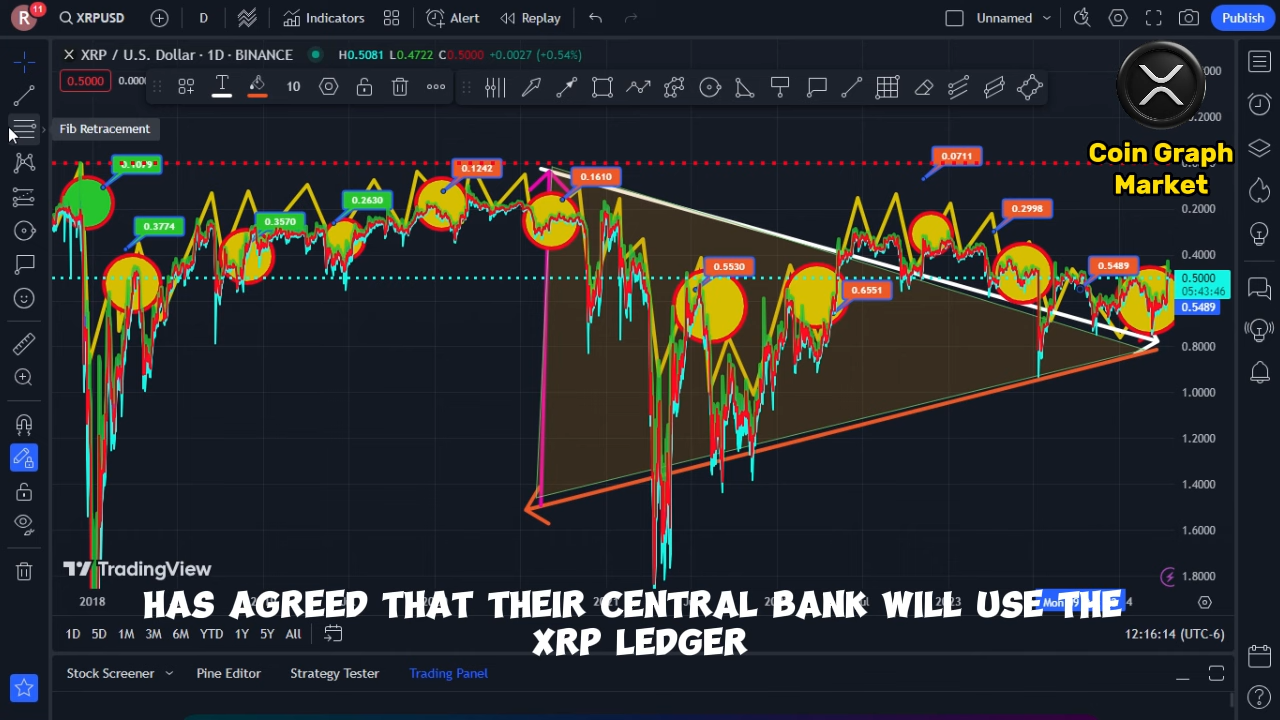 R 11 XRPUSD D Indicators Alert Replay Unnamed Publish
XRP / U.S. Dollar · 1D · BINANCE H0.5081 L0.4722 C0.5000 +0.0027 (+0.54%)
0.5000 0.000
T 10
Fib Retracement
Coin Graph
Market
0.1242
0.0711
0.1610
0.2630
0.3570
0.3774
0.2998
0.5530
0.5489
0.6551
0.2000
0.4000
0.5000
05:43:46
0.5489
0.8000
1.0000
1.2000
1.4000
1.6000
1.8000
TradingView
2018
HAS AGREED THAT THEIR CENTRAL BANK WILL USE THE
XRP LEDGER
1D 5D 1M 3M 6M YTD 1Y 5Y All 12:16:14 (UTC-6)
Stock Screener Pine Editor Strategy Tester Trading Panel